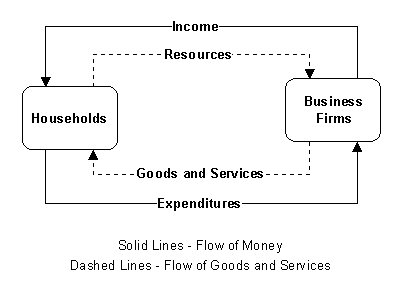 Income
Resources
Households
Business
Firms
Goods and Services
Expenditures
Solid Lines - Flow of Money
Dashed Lines - Flow of Goods and Services